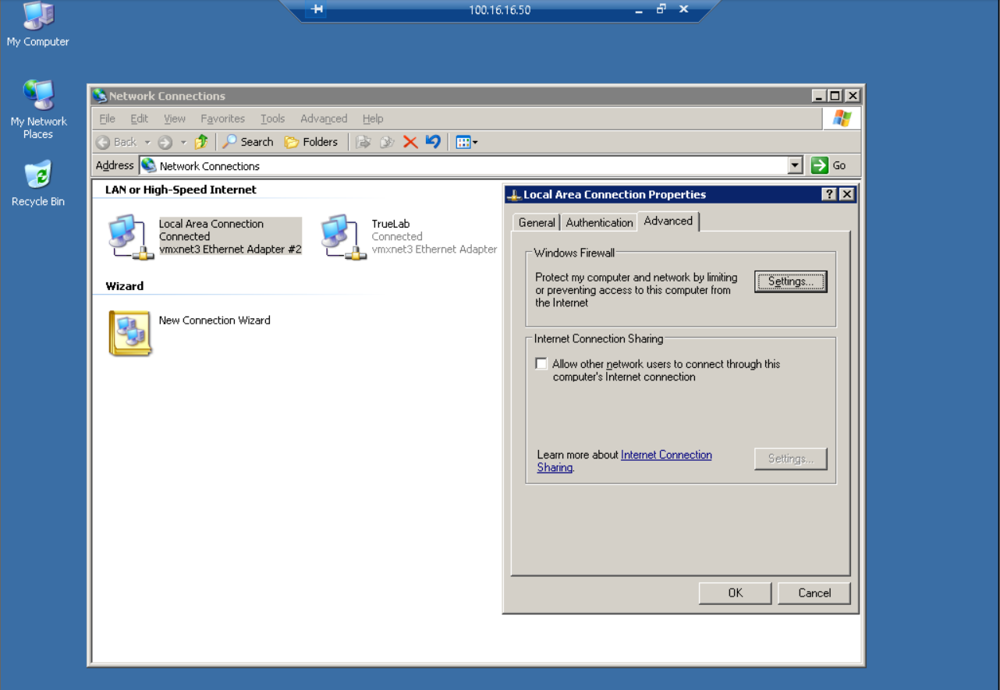 100.16.16.50
My Computer
My Network
Places
Recycle Bin
Network Connections
File Edit View Favorites Tools Advanced Help
Back Search Folders
Address Network Connections Go
LAN or High-Speed Internet
Local Area Connection
Connected
vmxnet3 Ethernet Adapter #2
TrueLab
Connected
vmxnet3 Ethernet Adapter
Wizard
New Connection Wizard
Local Area Connection Properties
General Authentication Advanced
Windows Firewall
Protect my computer and network by limiting
or preventing access to this computer from
the Internet
Settings...
Internet Connection Sharing
Allow other network users to connect through this
computer's Internet connection
Learn more about Internet Connection
Sharing.
Settings...
OK Cancel